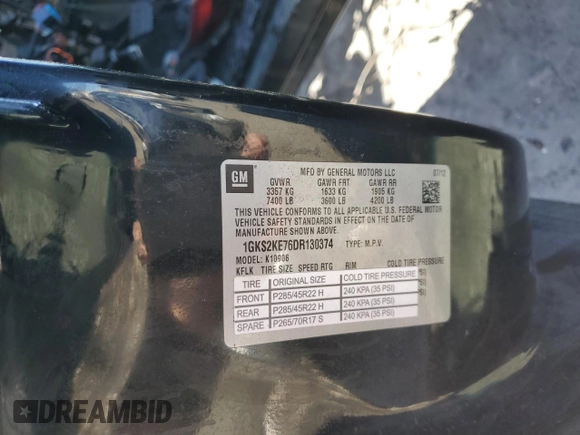 GM
MFD BY GENERAL MOTORS LLC 07/12
GVWR GAWR FRT GAWR RR
3357 KG 1633 KG 1905 KG
7400 LB 3600 LB 4200 LB
THIS VEHICLE CONFORMS TO ALL APPLICABLE U.S. FEDERAL MOTOR
VEHICLE SAFETY STANDARDS IN EFFECT ON THE DATE OF
MANUFACTURE SHOWN ABOVE.
1GKS2KE76DR130374 TYPE: M.P.V.
MODEL: K10906
KFLK TIRE SIZE SPEED RTG RIM COLD TIRE PRESSURE
TIRE ORIGINAL SIZE COLD TIRE PRESSURE
FRONT P285/45R22 H 240 KPA (35 PSI)
REAR P285/45R22 H 240 KPA (35 PSI)
SPARE P265/70R17 S 240 KPA (35 PSI)
DREAMBID